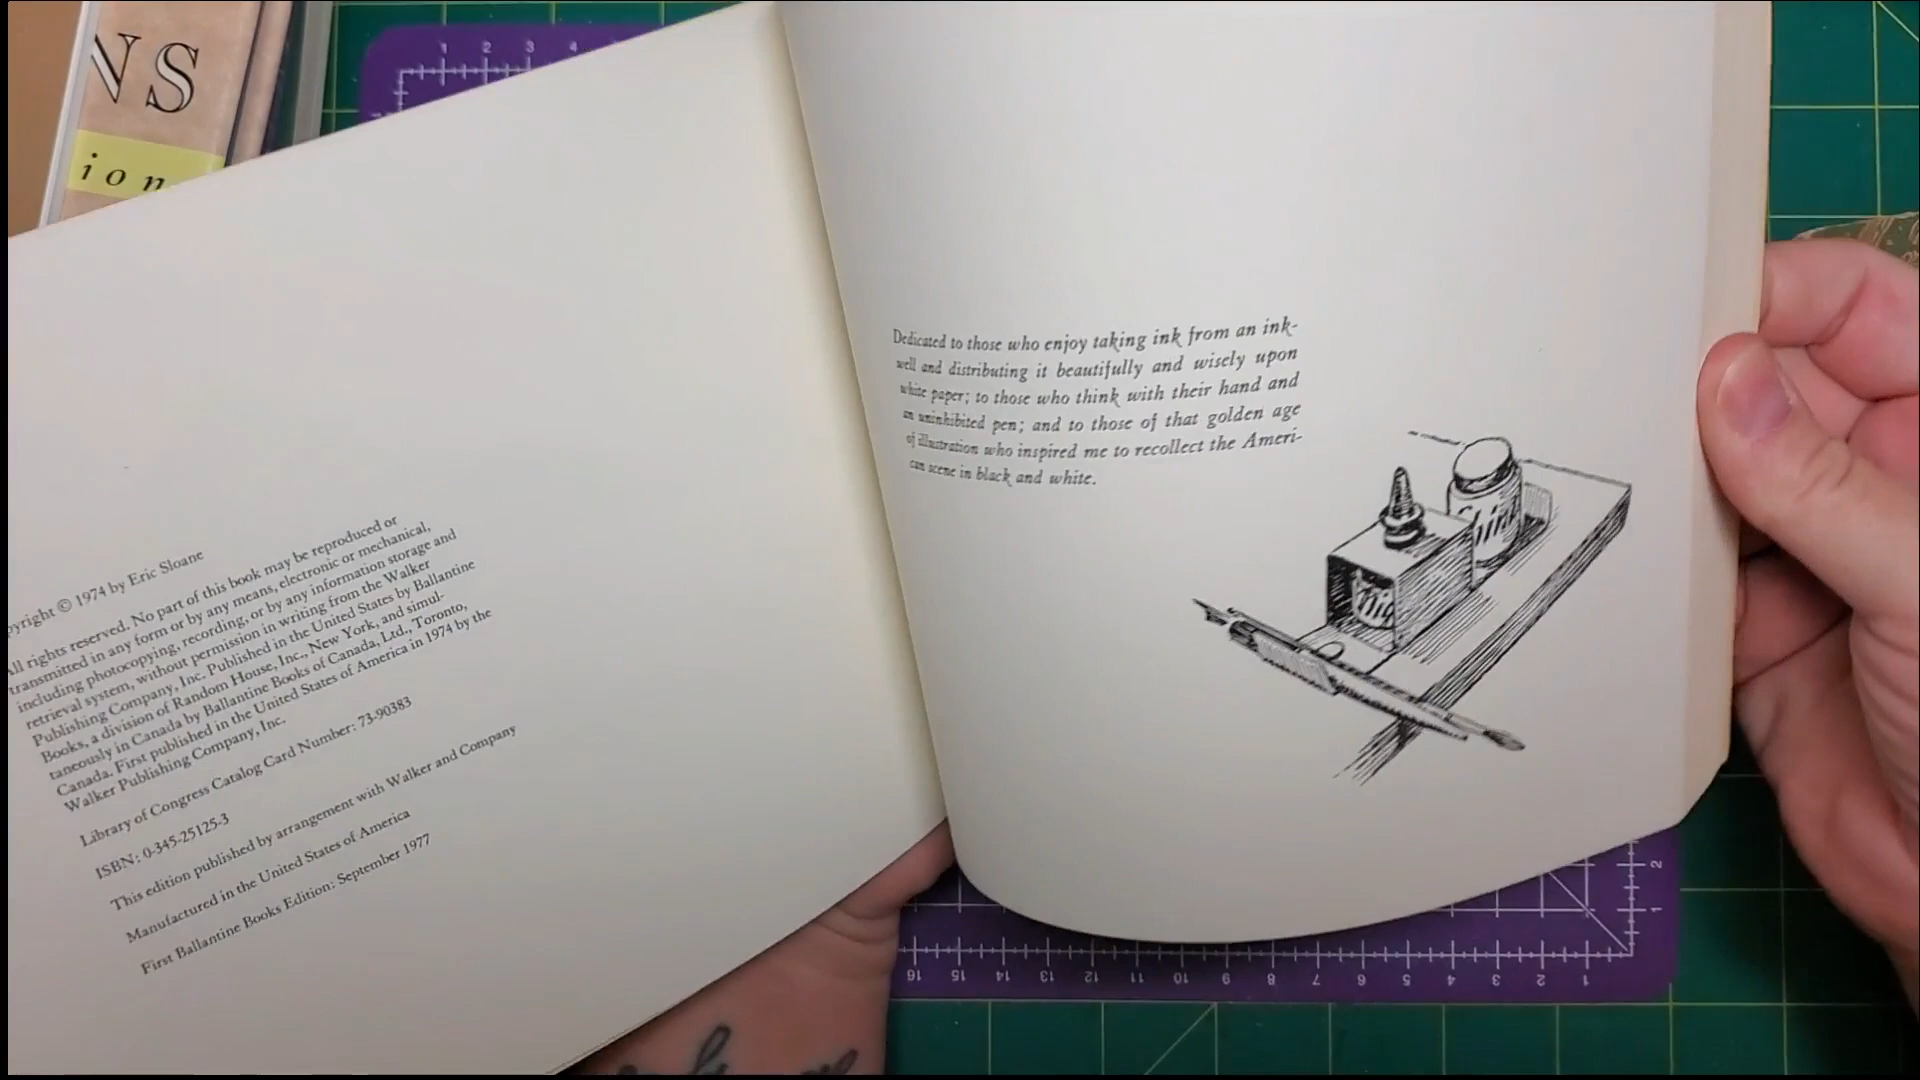 NS
ion
pyright © 1974 by Eric Sloane
All rights reserved. No part of this book may be reproduced or
transmitted in any form or by any means, electronic or mechanical,
including photocopying, recording, or by any information storage and
retrieval system, without permission in writing from the Walker
Publishing Company, Inc. Published in the United States by Ballantine
Books, a division of Random House, Inc., New York, and simul-
taneously in Canada by Ballantine Books of Canada, Ltd., Toronto,
Canada. First published in the United States of America in 1974 by the
Walker Publishing Company, Inc.
Library of Congress Catalog Card Number: 73-90383
ISBN: 0-345-25125-3
This edition published by arrangement with Walker and Company
Manufactured in the United States of America
First Ballantine Books Edition: September 1977
Dedicated to those who enjoy taking ink from an ink-
well and distributing it beautifully and wisely upon
white paper; to those who think with their hand and
an uninhibited pen; and to those of that golden age
of illustration who inspired me to recollect the Ameri-
can scene in black and white.
1 2 3 4
2
1
16 15 14 13 12 11 10 9 8 7 6 5 4 3 2 1